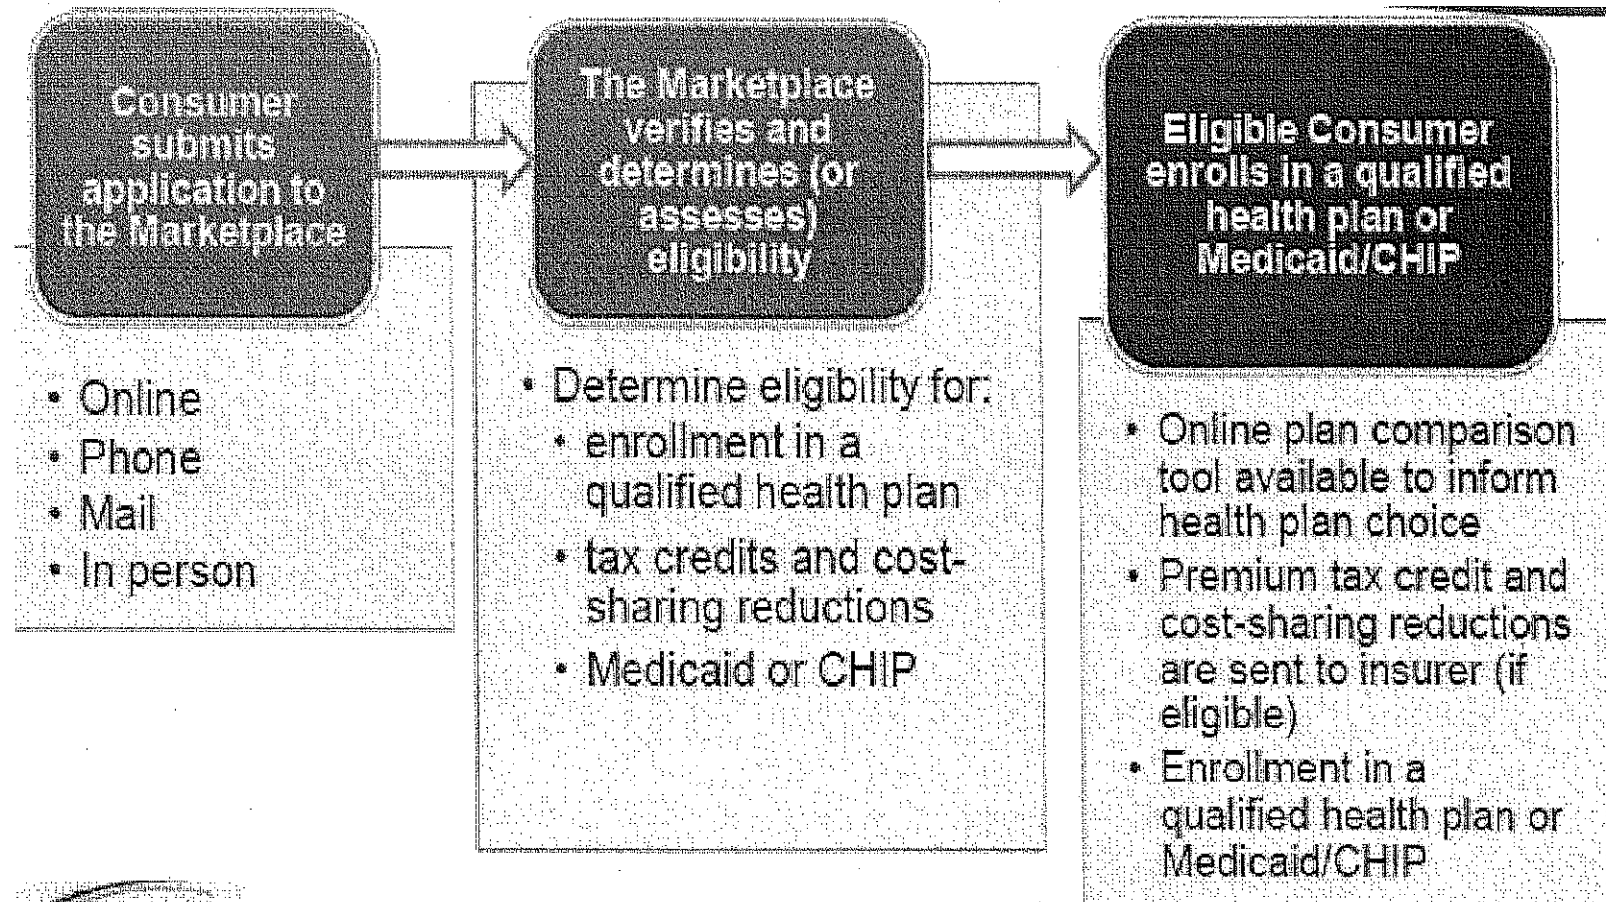 Consumer
submits
application to
the Marketplace
• Online
• Phone
• Mail
• In person
The Marketplace
verifies and
determines (or
assesses)
eligibility
• Determine eligibility for:
• enrollment in a
qualified health plan
• tax credits and cost-
sharing reductions
• Medicaid or CHIP
Eligible Consumer
enrolls in a qualified
health plan or
Medicaid/CHIP
• Online plan comparison
tool available to inform
health plan choice
• Premium tax credit and
cost-sharing reductions
are sent to insurer (if
eligible)
• Enrollment in a
qualified health plan or
Medicaid/CHIP